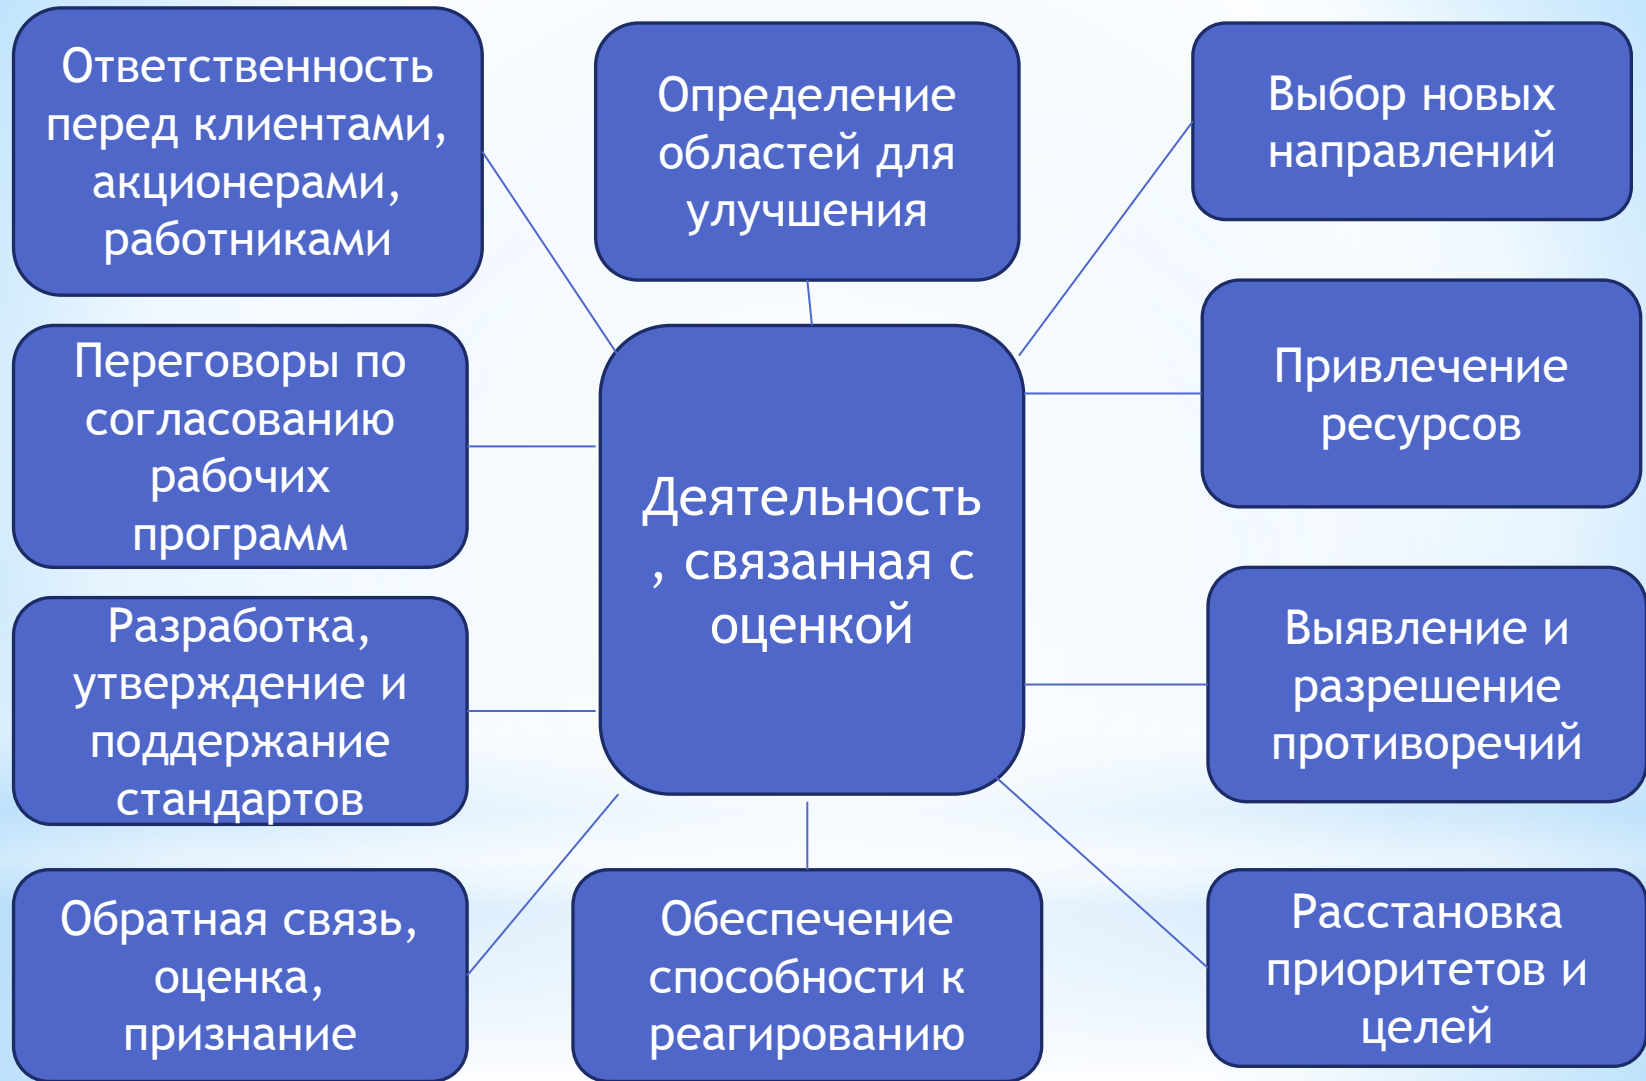 Ответственность
перед клиентами,
акционерами,
работниками
Определение
областей для
улучшения
Выбор новых
направлений
Переговоры по
согласованию
рабочих
программ
Деятельность
, связанная с
оценкой
Привлечение
ресурсов
Разработка,
утверждение и
поддержание
стандартов
Выявление и
разрешение
противоречий
Обратная связь,
оценка,
признание
Обеспечение
способности к
реагированию
Расстановка
приоритетов и
целей